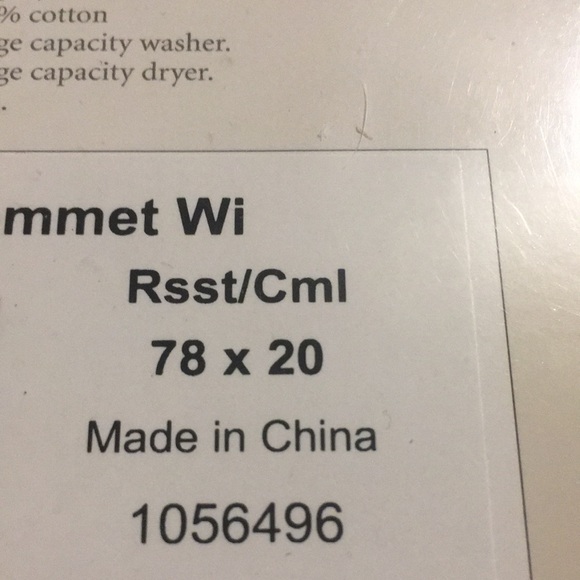 % cotton
ge capacity washer.
ge capacity dryer.
.
mmet Wi
Rsst/Cml
78 x 20
Made in China
1056496